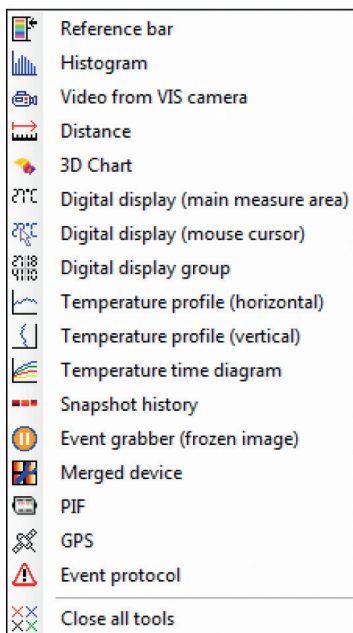 Reference bar
Histogram
Video from VIS camera
Distance
3D Chart
Digital display (main measure area)
Digital display (mouse cursor)
Digital display group
Temperature profile (horizontal)
Temperature profile (vertical)
Temperature time diagram
Snapshot history
Event grabber (frozen image)
Merged device
PIF
GPS
Event protocol
Close all tools